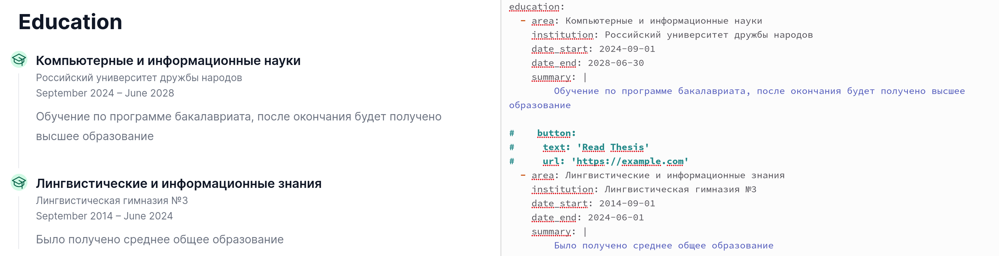 Education
Компьютерные и информационные науки
Российский университет дружбы народов
September 2024 – June 2028
Обучение по программе бакалавриата, после окончания будет получено
высшее образование
Лингвистические и информационные знания
Лингвистическая гимназия №3
September 2014 – June 2024
Было получено среднее общее образование
education:
  - area: Компьютерные и информационные науки
    institution: Российский университет дружбы народов
    date_start: 2024-09-01
    date_end: 2028-06-30
    summary: |
        Обучение по программе бакалавриата, после окончания будет получено высшее
образование
#    button:
#     text: 'Read Thesis'
#     url: 'https://example.com'
  - area: Лингвистические и информационные знания
    institution: Лингвистическая гимназия №3
    date_start: 2014-09-01
    date_end: 2024-06-01
    summary: |
        Было получено среднее общее образование